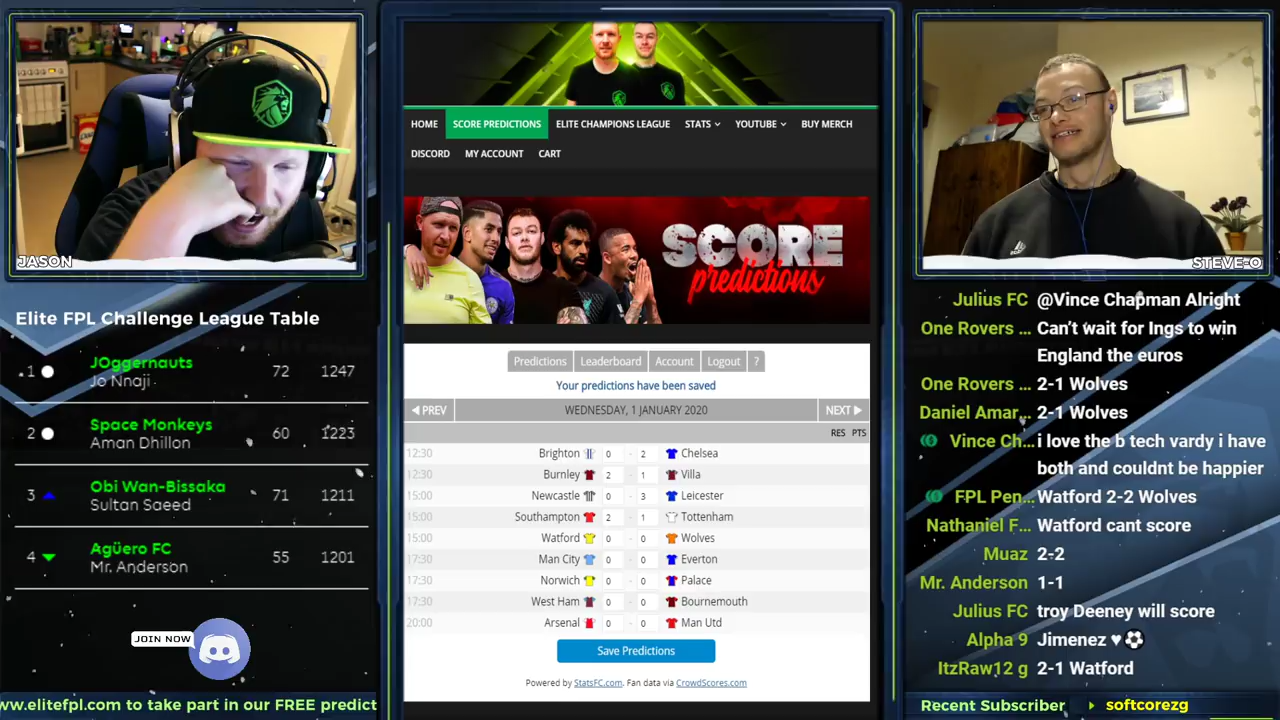 JASON
Elite FPL Challenge League Table
1 JOggernauts 72 1247
Jo Nnaji
2 Space Monkeys 60 1223
Aman Dhillon
3 Obi Wan-Bissaka 71 1211
Sultan Saeed
4 Agüero FC 55 1201
Mr. Anderson
JOIN NOW
ww.elitefpl.com to take part in our FREE predict
HOME SCORE PREDICTIONS ELITE CHAMPIONS LEAGUE STATS YOUTUBE BUY MERCH
DISCORD MY ACCOUNT CART
SCORE
predictions
Predictions Leaderboard Account Logout ?
Your predictions have been saved
◀ PREV WEDNESDAY, 1 JANUARY 2020 NEXT ▶
RES PTS
12:30 Brighton 0 - 2 Chelsea
12:30 Burnley 2 - 1 Villa
15:00 Newcastle 0 - 3 Leicester
15:00 Southampton 2 - 1 Tottenham
15:00 Watford 0 - 0 Wolves
17:30 Man City 0 - 0 Everton
17:30 Norwich 0 - 0 Palace
17:30 West Ham 0 - 0 Bournemouth
20:00 Arsenal 0 - 0 Man Utd
Save Predictions
Powered by StatsFC.com. Fan data via CrowdScores.com
STEVE-O
Julius FC @Vince Chapman Alright
One Rovers ... Can't wait for Ings to win
England the euros
One Rovers ... 2-1 Wolves
Daniel Amar... 2-1 Wolves
Vince Ch... i love the b tech vardy i have
both and couldnt be happier
FPL Pen... Watford 2-2 Wolves
Nathaniel F... Watford cant score
Muaz 2-2
Mr. Anderson 1-1
Julius FC troy Deeney will score
Alpha 9 Jimenez ♥⚽
ItzRaw12 g 2-1 Watford
Recent Subscriber softcorezg